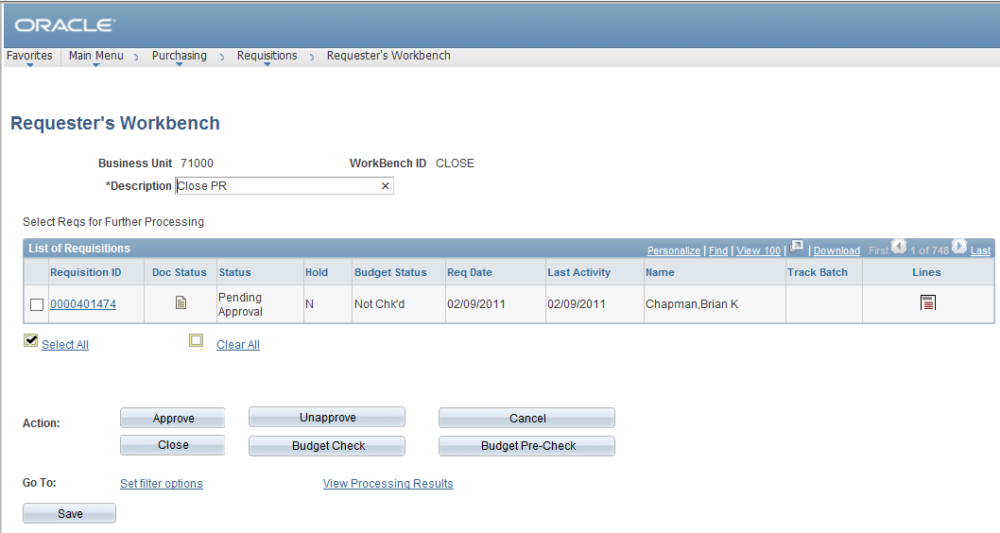 ORACLE
Favorites Main Menu > Purchasing > Requisitions > Requester's Workbench
Requester's Workbench
Business Unit 71000 WorkBench ID CLOSE
*Description Close PR ×
Select Reqs for Further Processing
List of Requisitions Personalize | Find | View 100 | | Download First 1 of 748 Last
Requisition ID Doc Status Status Hold Budget Status Req Date Last Activity Name Track Batch Lines
0000401474 Pending Approval N Not Chk'd 02/09/2011 02/09/2011 Chapman,Brian K
Select All Clear All
Action: Approve Unapprove Cancel
Close Budget Check Budget Pre-Check
Go To: Set filter options View Processing Results
Save